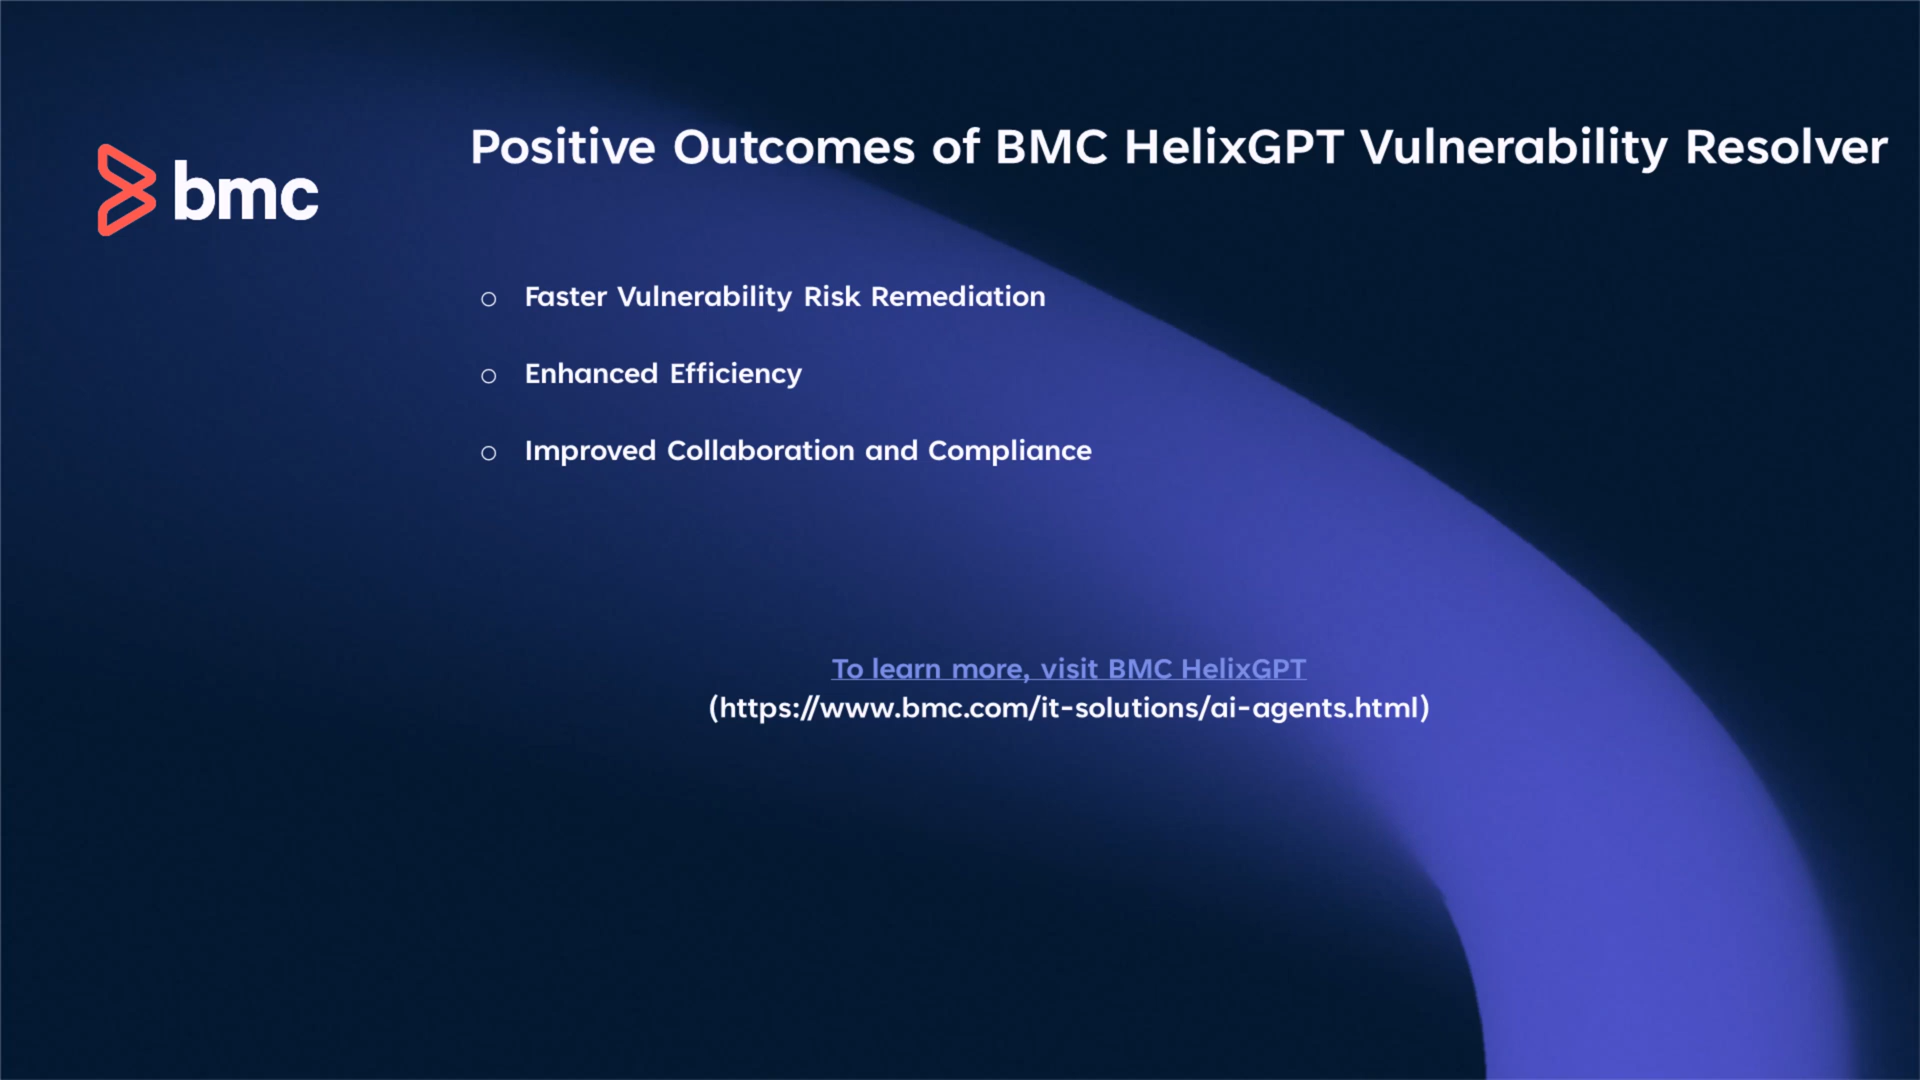 bmc
Positive Outcomes of BMC HelixGPT Vulnerability Resolver
○ Faster Vulnerability Risk Remediation
○ Enhanced Efficiency
○ Improved Collaboration and Compliance
To learn more, visit BMC HelixGPT
(https://www.bmc.com/it-solutions/ai-agents.html)